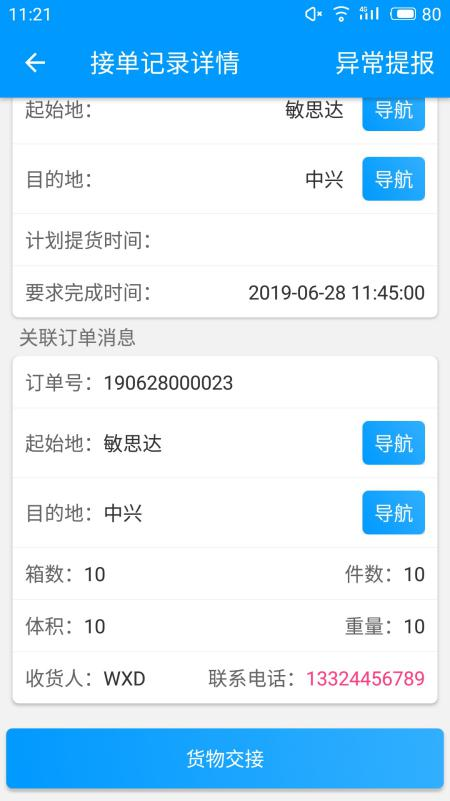 11:21 4G 80
接单记录详情 异常提报
起始地： 敏思达 导航
目的地： 中兴 导航
计划提货时间：
要求完成时间： 2019-06-28 11:45:00
关联订单消息
订单号：190628000023
起始地：敏思达 导航
目的地：中兴 导航
箱数：10 件数：10
体积：10 重量：10
收货人：WXD 联系电话：13324456789
货物交接